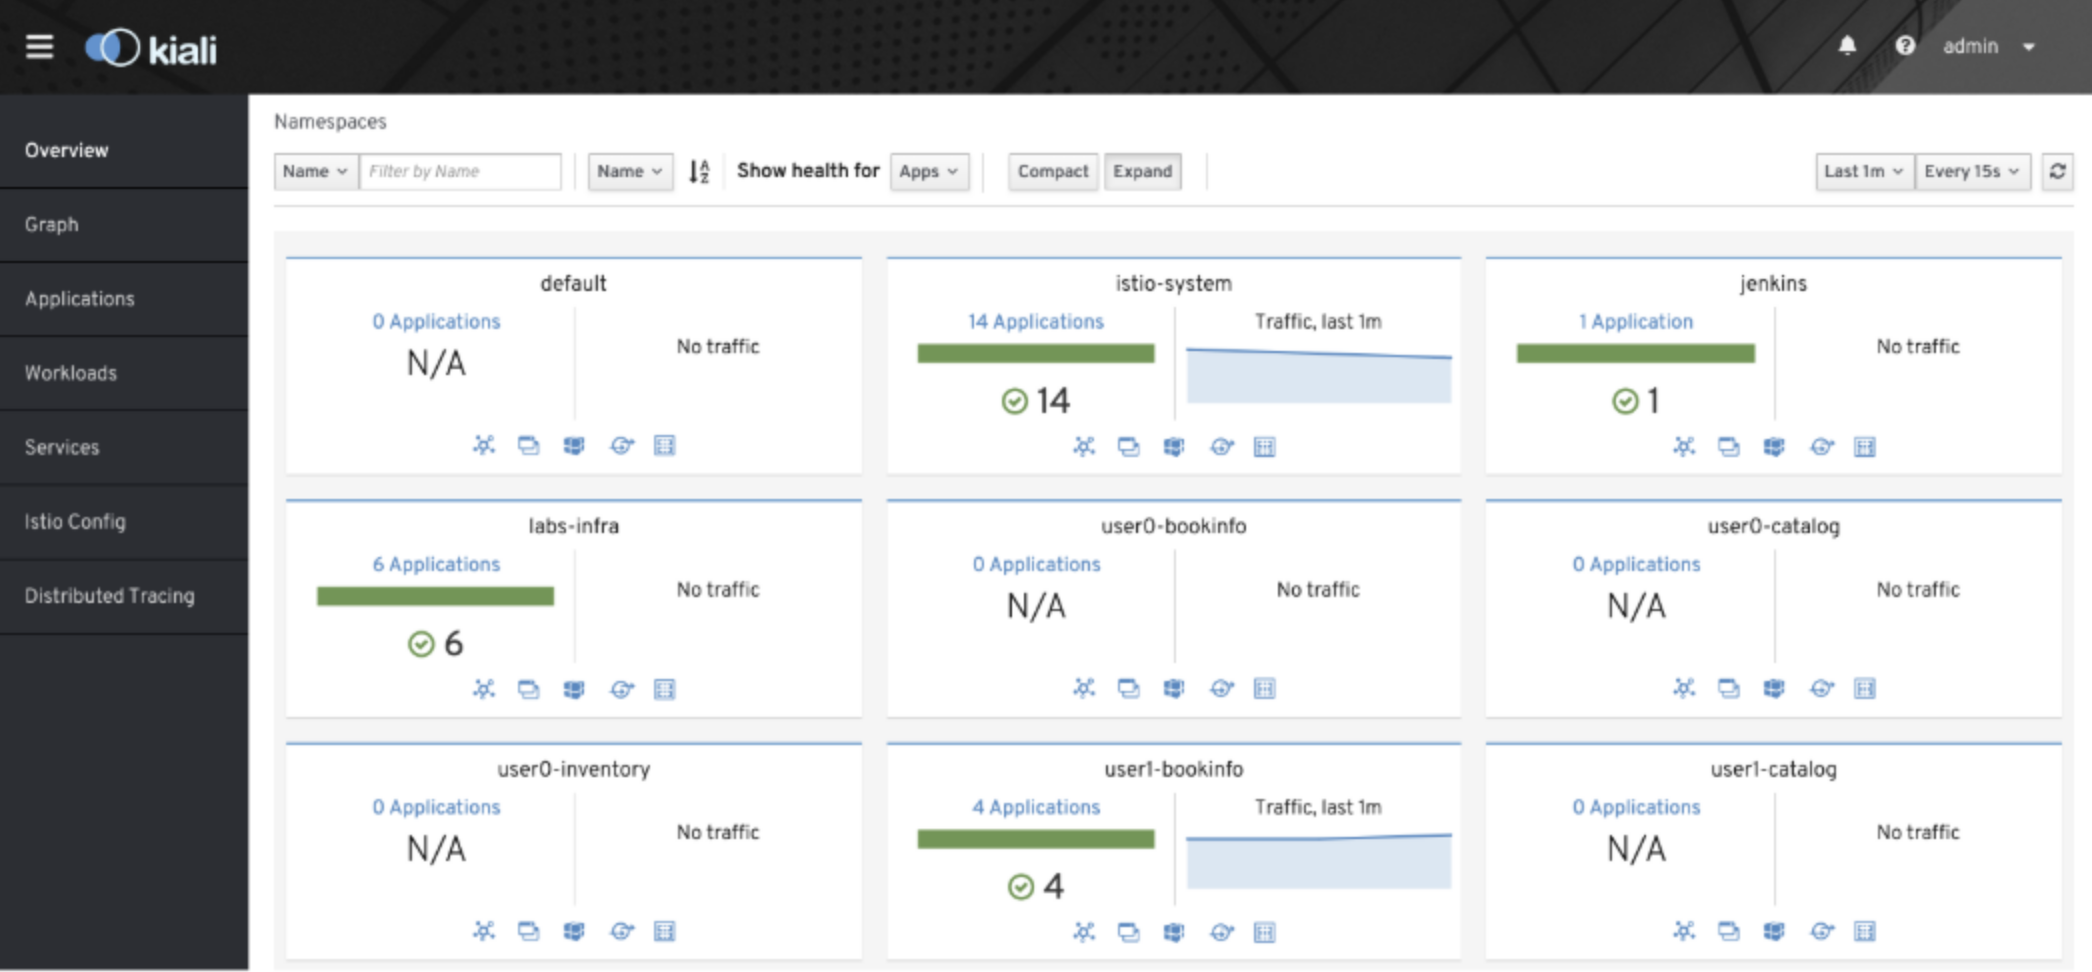 kiali
admin
Overview
Graph
Applications
Workloads
Services
Istio Config
Distributed Tracing
Namespaces
Name Filter by Name Name Show health for Apps Compact Expand Last 1m Every 15s
default
0 Applications
N/A
No traffic
istio-system
14 Applications
14
Traffic, last 1m
jenkins
1 Application
1
No traffic
labs-infra
6 Applications
6
No traffic
user0-bookinfo
0 Applications
N/A
No traffic
user0-catalog
0 Applications
N/A
No traffic
user0-inventory
0 Applications
N/A
No traffic
user1-bookinfo
4 Applications
4
Traffic, last 1m
user1-catalog
0 Applications
N/A
No traffic